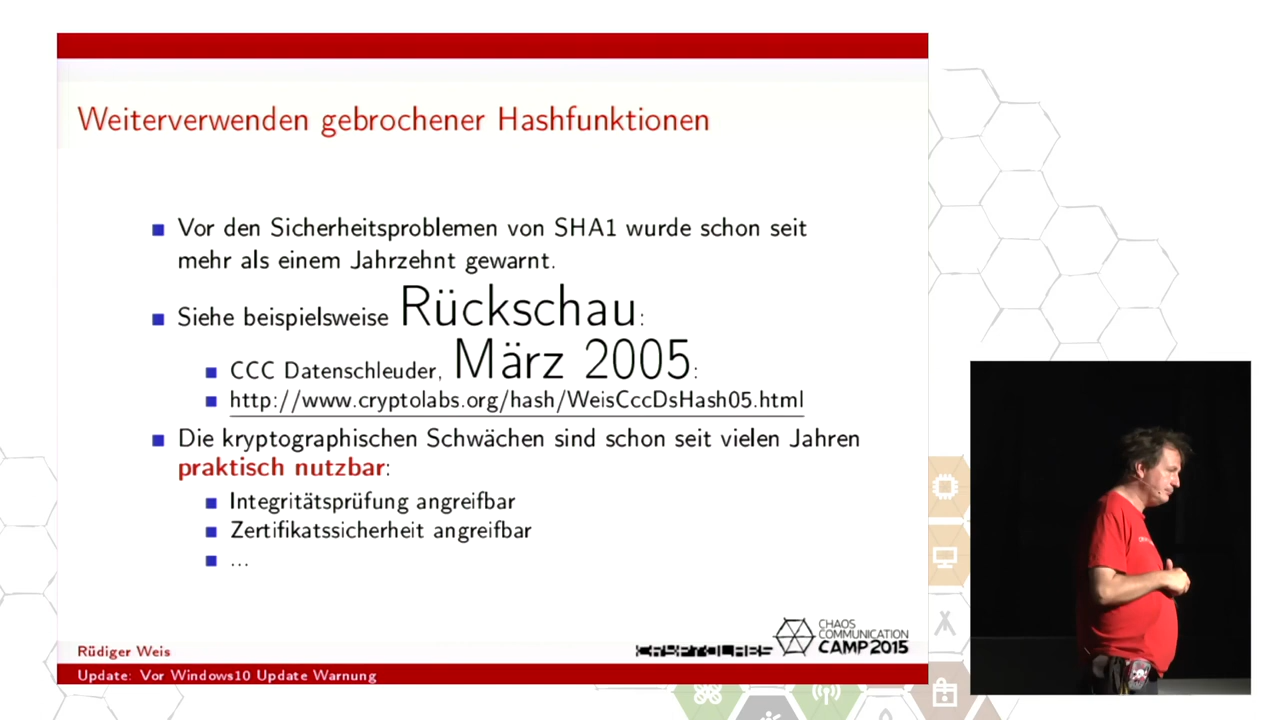 Weiterverwenden gebrochener Hashfunktionen
Vor den Sicherheitsproblemen von SHA1 wurde schon seit
mehr als einem Jahrzehnt gewarnt.
Siehe beispielsweise Rückschau:
CCC Datenschleuder, März 2005:
http://www.cryptolabs.org/hash/WeisCccDsHash05.html
Die kryptographischen Schwächen sind schon seit vielen Jahren
praktisch nutzbar:
Integritätsprüfung angreifbar
Zertifikatssicherheit angreifbar
...
Rüdiger Weis
CRYPTOLABS
CHAOS
COMMUNICATION
CAMP 2015
Update: Vor Windows10 Update Warnung